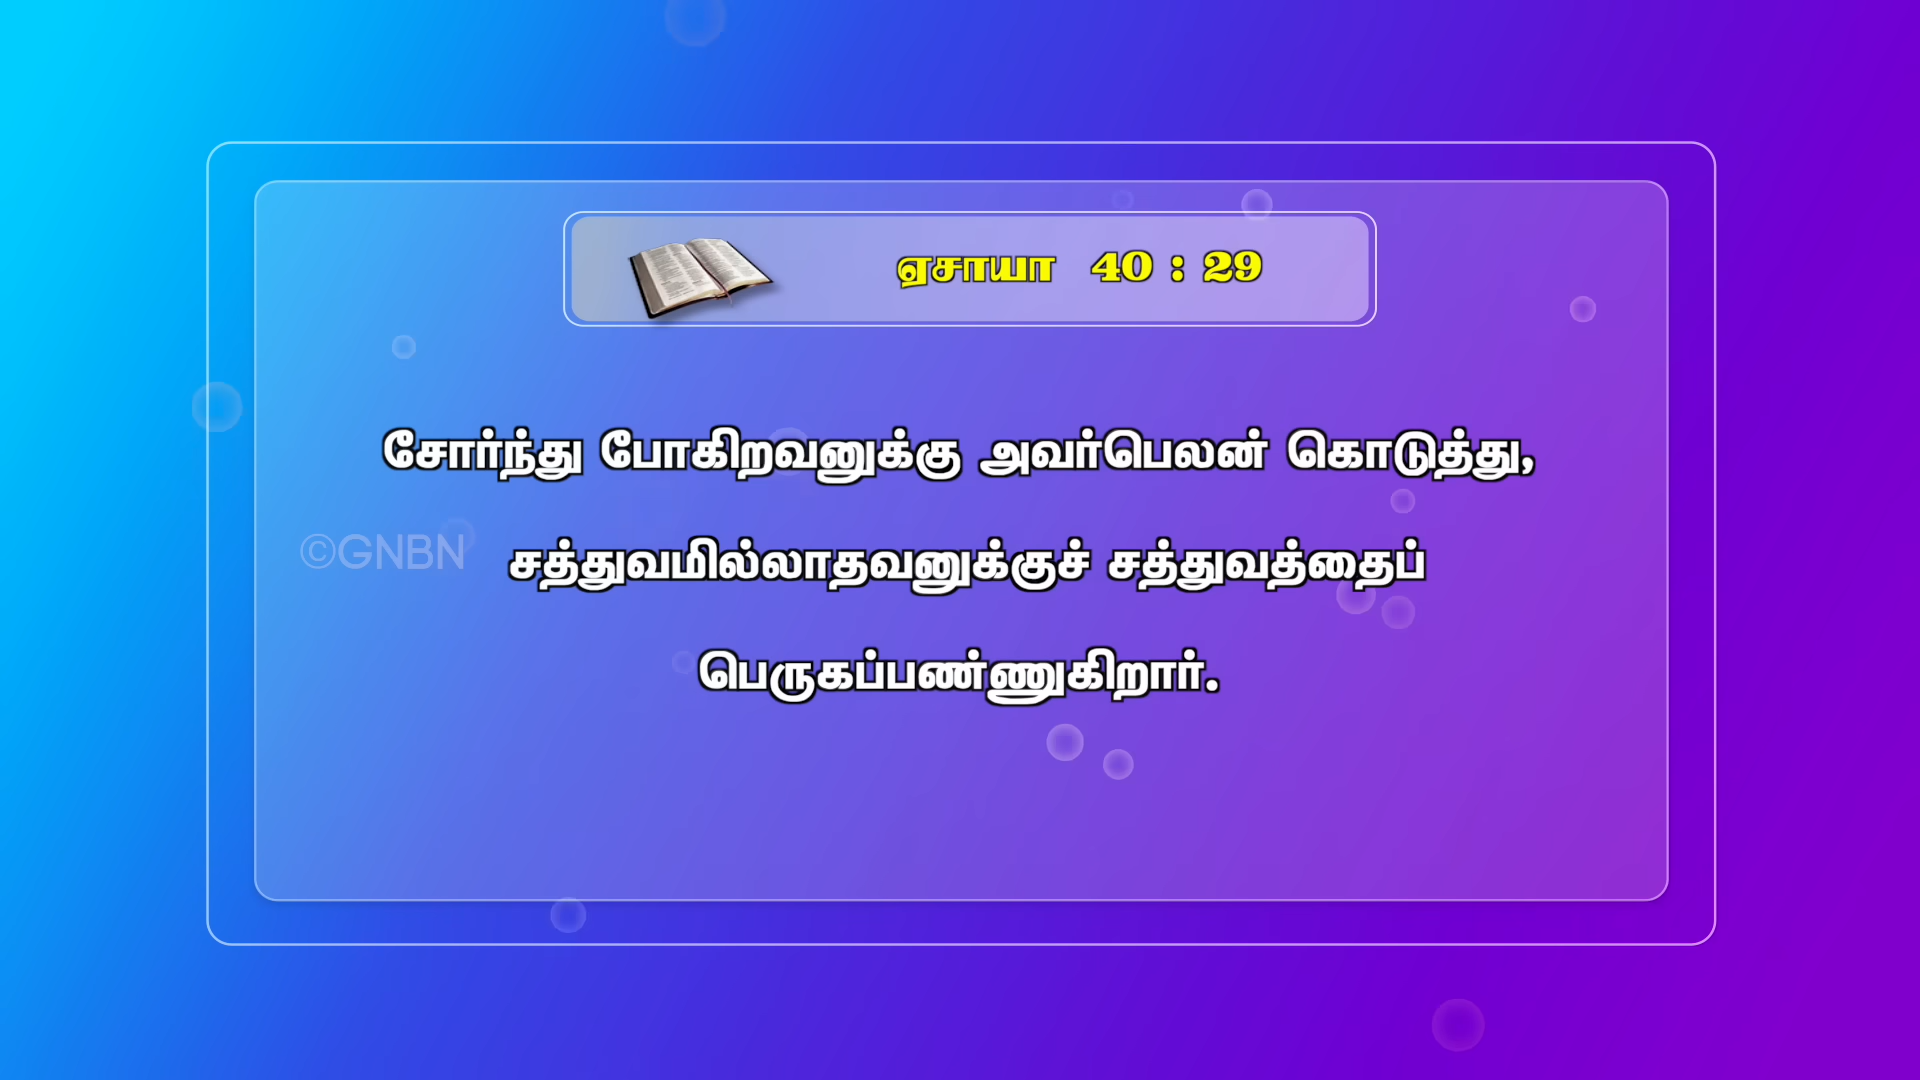 ஏசாயா 40 : 29
சோர்ந்து போகிறவனுக்கு அவர்பெலன் கொடுத்து,
©GNBN
சத்துவமில்லாதவனுக்குச் சத்துவத்தைப்
பெருகப்பண்ணுகிறார்.